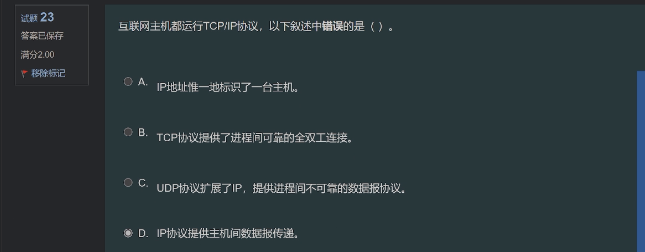 试题 23
答案已保存
满分2.00
移除标记
互联网主机都运行TCP/IP协议，以下叙述中错误的是（ ）。
A. IP地址惟一地标识了一台主机。
B. TCP协议提供了进程间可靠的全双工连接。
C. UDP协议扩展了IP，提供进程间不可靠的数据报协议。
D. IP协议提供主机间数据报传递。